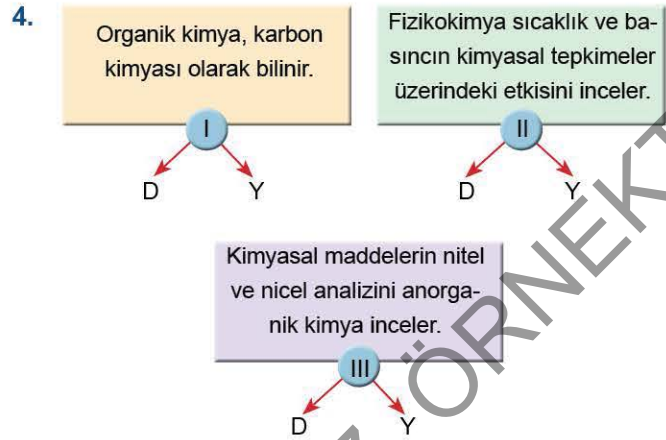 4.
Organik kimya, karbon
kimyası olarak bilinir.
I
D Y
Fizikokimya sıcaklık ve ba-
sıncın kimyasal tepkimeler
üzerindeki etkisini inceler.
II
D Y
Kimyasal maddelerin nitel
ve nicel analizini anorga-
nik kimya inceler.
III
D Y
ÖRNEKT